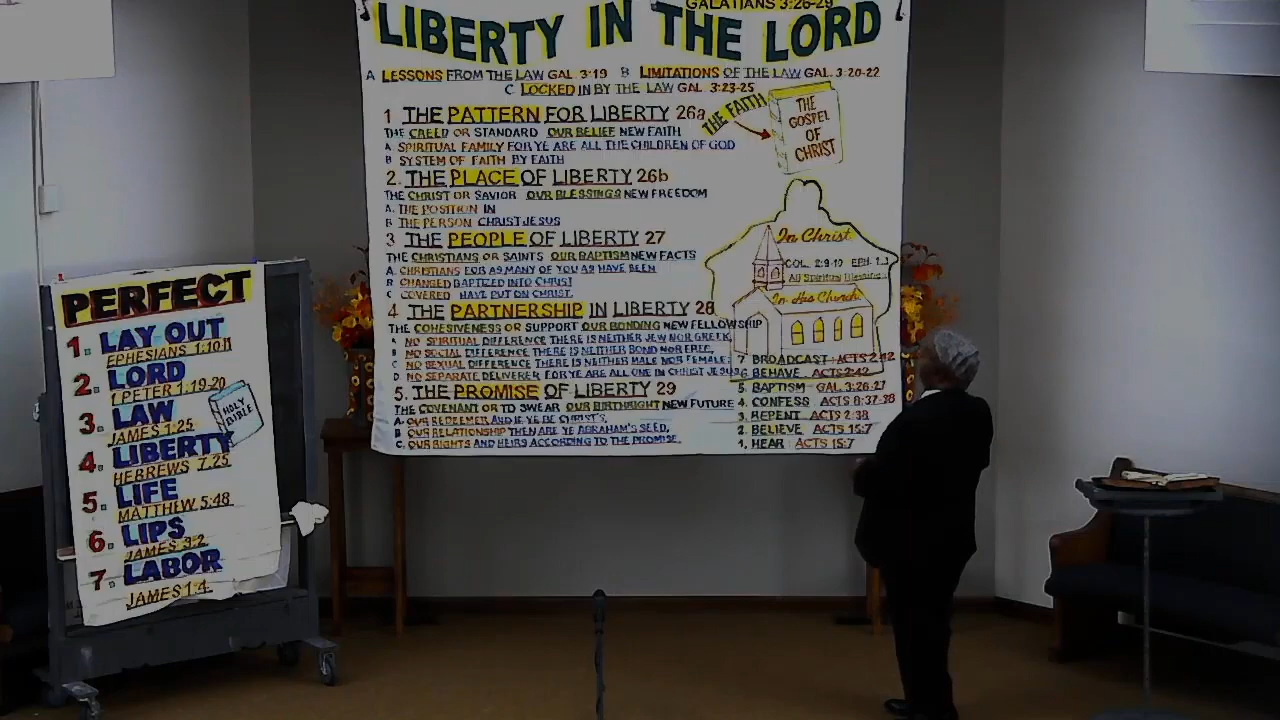 GALATIANS 3:26-29
LIBERTY IN THE LORD
A LESSONS FROM THE LAW GAL. 3:19 B LIMITATIONS OF THE LAW GAL. 3:20-22
C LOCKED IN BY THE LAW GAL 3:23-25
1 THE PATTERN FOR LIBERTY 26a
THE CREED OR STANDARD OUR BELIEF NEW FAITH
A. SPIRITUAL FAMILY FOR YE ARE ALL THE CHILDREN OF GOD
B SYSTEM OF FAITH BY FAITH
2. THE PLACE OF LIBERTY 26b
THE CHRIST OR SAVIOR OUR BLESSINGS NEW FREEDOM
A. THE POSITION IN
B THE PERSON CHRIST JESUS
3 THE PEOPLE OF LIBERTY 27
THE CHRISTIANS OR SAINTS OUR BAPTISM NEW FACTS
A. CHRISTIANS FOR AS MANY OF YOU AS HAVE BEEN
B. CHANGED BAPTIZED INTO CHRIST
C COVERED HAVE PUT ON CHRIST.
4 THE PARTNERSHIP IN LIBERTY 28
THE COHESIVENESS OR SUPPORT OUR BONDING NEW FELLOWSHIP
A NO SPIRITUAL DIFFERENCE THERE IS NEITHER JEW NOR GREEK,
B NO SOCIAL DIFFERENCE THERE IS NEITHER BOND NOR FREE,
C NO SEXUAL DIFFERENCE THERE IS NEITHER MALE NOR FEMALE:
D. NO SEPARATE DELIVERER FOR YE ARE ALL ONE IN CHRIST JESUS
5. THE PROMISE OF LIBERTY 29
THE COVENANT OR TO SWEAR OUR BIRTHRIGHT NEW FUTURE
A. OUR REDEEMER AND IF YE BE CHRIST'S,
B. OUR RELATIONSHIP THEN ARE YE ABRAHAM'S SEED,
C. OUR RIGHTS AND HEIRS ACCORDING TO THE PROMISE.
THE FAITH
THE
GOSPEL
OF
CHRIST
In Christ
COL. 2:9-10 EPH. 1:3
All Spiritual Blessing
In His Church
7 BROADCAST ACTS 2:42
6 BEHAVE ACTS 2:42
5. BAPTISM GAL. 3:26-27
4. CONFESS ACTS 8:37-38
3. REPENT ACTS 2:38
2. BELIEVE ACTS 15:7
1. HEAR ACTS 15:7
PERFECT
1. LAY OUT
EPHESIANS 1:10,11
2. LORD
1 PETER 1:19-20
3. LAW
JAMES 1:25
4. LIBERTY
HEBREWS 7:25
5. LIFE
MATTHEW 5:48
6. LIPS
JAMES 3:2
7. LABOR
JAMES 1:4
HOLY
BIBLE